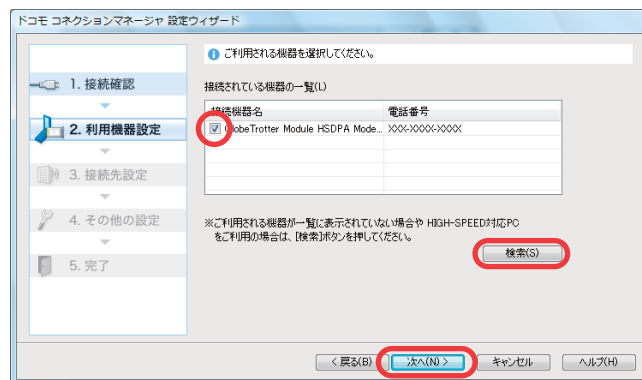 ドコモ コネクションマネージャ 設定ウィザード
ご利用される機器を選択してください。
1. 接続確認
2. 利用機器設定
3. 接続先設定
4. その他の設定
5. 完了
接続されている機器の一覧(L)
接続機器名 電話番号
GlobeTrotter Module HSDPA Mode... XXX-XXXX-XXXX
※ご利用される機器が一覧に表示されていない場合や HIGH-SPEED対応PC
をご利用の場合は、[検索]ボタンを押してください。
検索(S)
< 戻る(B) 次へ(N) > キャンセル ヘルプ(H)